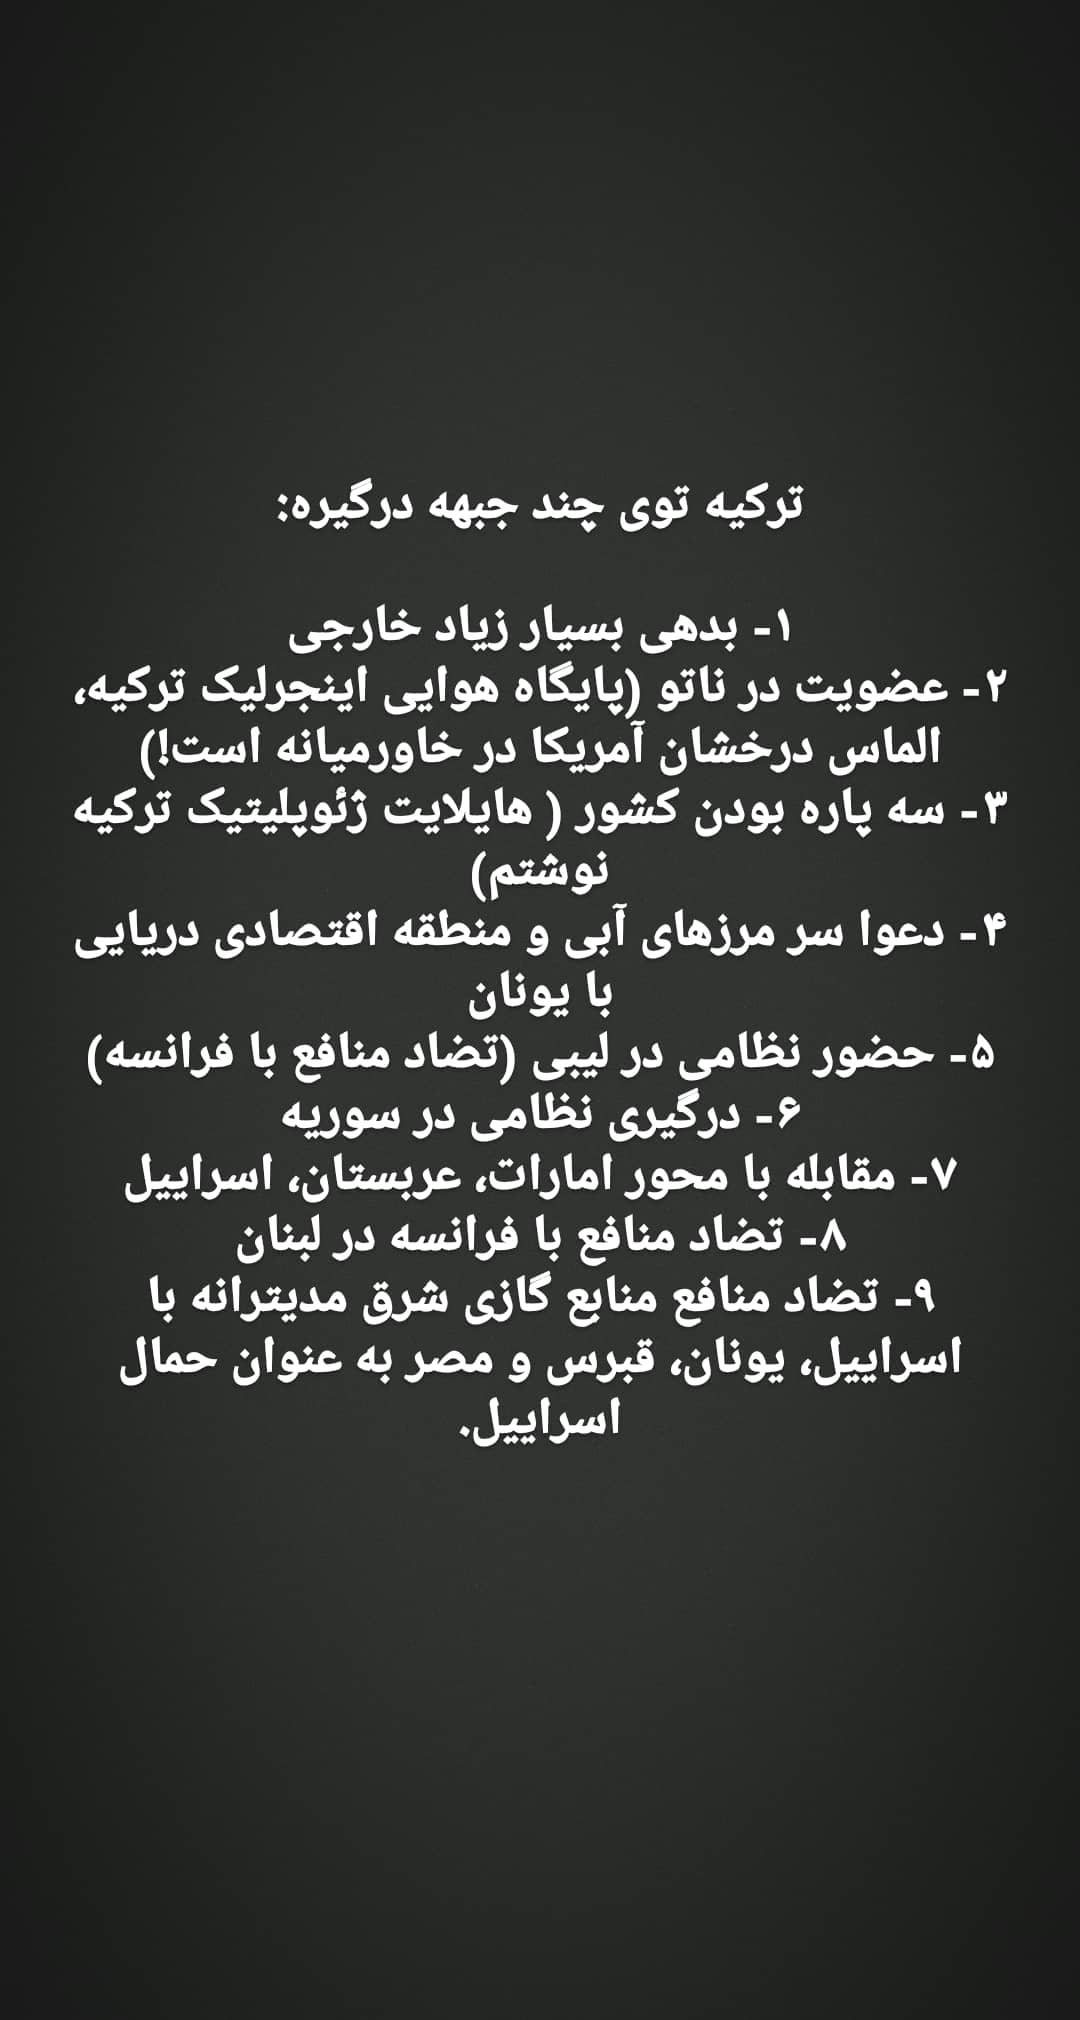 ترکیه توی چند جبهه درگیره:
۱- بدهی بسیار زیاد خارجی
۲- عضویت در ناتو (پایگاه هوایی اینجرلیک ترکیه،
الماس درخشان آمریکا در خاورمیانه است!)
۳- سه پاره بودن کشور ( هایلایت ژئوپلیتیک ترکیه
نوشتم)
۴- دعوا سر مرزهای آبی و منطقه اقتصادی دریایی
با یونان
۵- حضور نظامی در لیبی (تضاد منافع با فرانسه)
۶- درگیری نظامی در سوریه
۷- مقابله با محور امارات، عربستان، اسراییل
۸- تضاد منافع با فرانسه در لبنان
۹- تضاد منافع منابع گازی شرق مدیترانه با
اسراییل، یونان، قبرس و مصر به عنوان حمال
اسراییل.